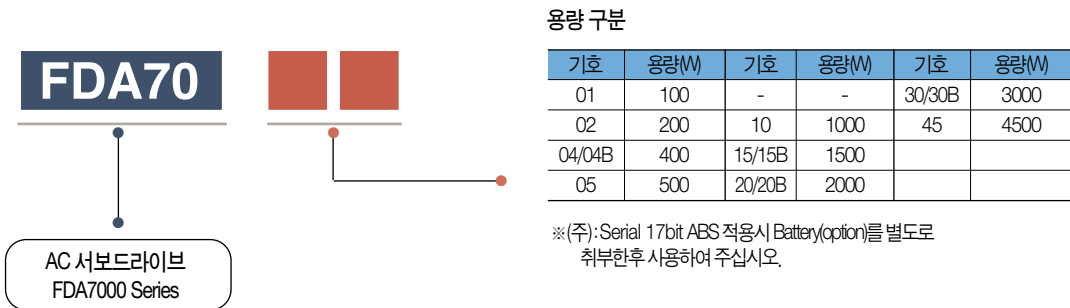 용량 구분
FDA70
기호 용량(W) 기호 용량(W) 기호 용량(W)
01 100 - - 30/30B 3000
02 200 10 1000 45 4500
04/04B 400 15/15B 1500
05 500 20/20B 2000
※(주):Serial 17bit ABS 적용시 Battery(option)를 별도로
취부한후 사용하여 주십시오.
AC 서보드라이브
FDA7000 Series